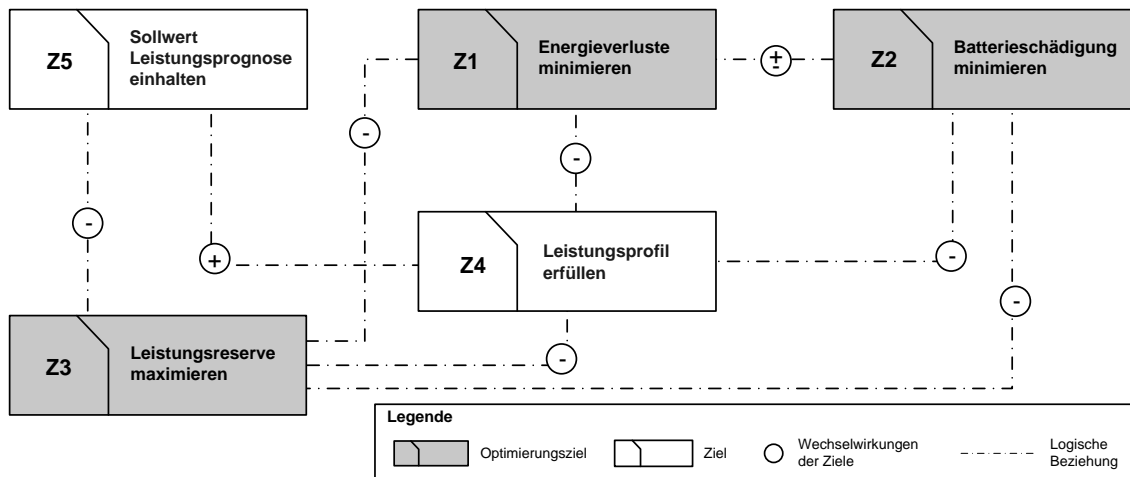 Z5
Sollwert
Leistungsprognose
einhalten
Z1
Energieverluste
minimieren
±
Z2
Batterieschädigung
minimieren
-
-
-
+
Z4
Leistungsprofil
erfüllen
-
-
Z3
Leistungsreserve
maximieren
-
Legende
Optimierungsziel
Ziel
Wechselwirkungen
der Ziele
Logische
Beziehung